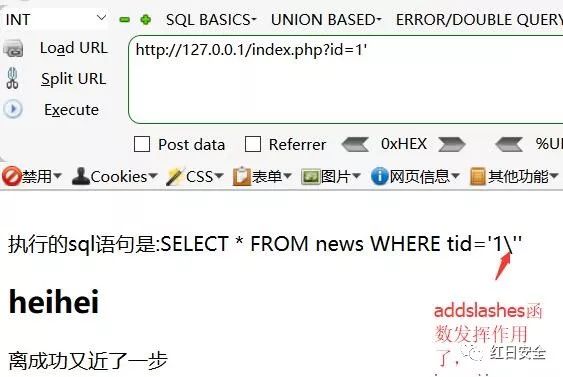 INT SQL BASICS UNION BASED ERROR/DOUBLE QUERY
Load URL http://127.0.0.1/index.php?id=1'
Split URL
Execute
Post data Referrer 0xHEX
禁用 Cookies CSS 表单 图片 网页信息 其他功能
执行的sql语句是:SELECT * FROM news WHERE tid='1\''
heihei
addslashes函
数发挥作用
了,
离成功又近了一步
红日安全